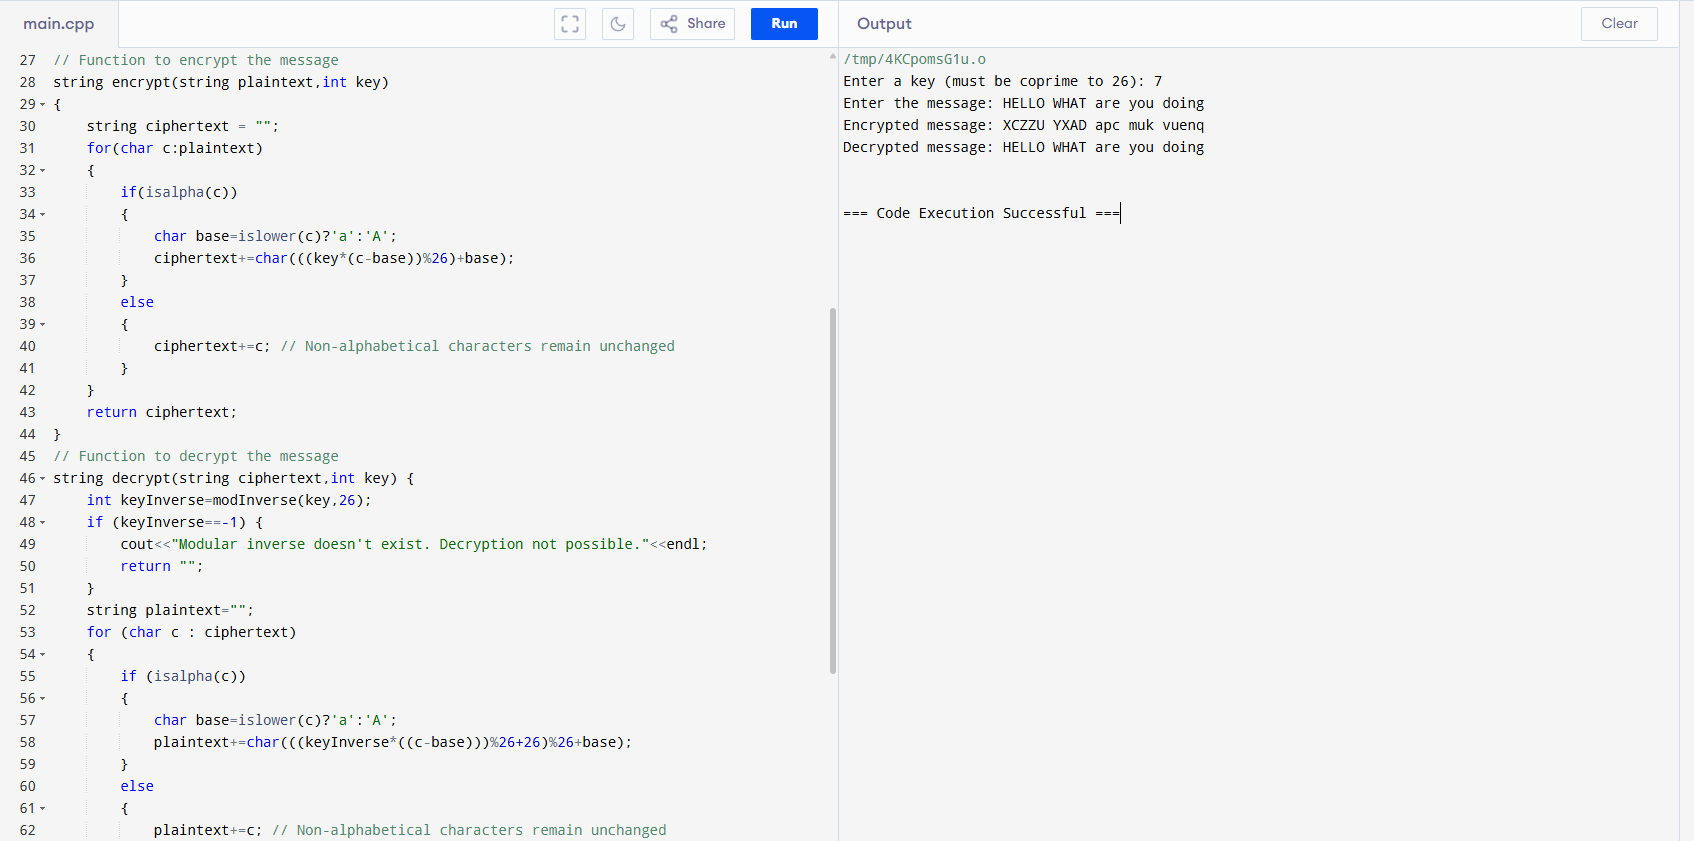 main.cpp
Share
Run
Output
Clear
27 // Function to encrypt the message
28 string encrypt(string plaintext,int key)
29 {
30     string ciphertext = "";
31     for(char c:plaintext)
32     {
33         if(isalpha(c))
34         {
35             char base=islower(c)?'a':'A';
36             ciphertext+=char(((key*(c-base))%26)+base);
37         }
38         else
39         {
40             ciphertext+=c; // Non-alphabetical characters remain unchanged
41         }
42     }
43     return ciphertext;
44 }
45 // Function to decrypt the message
46 string decrypt(string ciphertext,int key) {
47     int keyInverse=modInverse(key,26);
48     if (keyInverse==-1) {
49         cout<<"Modular inverse doesn't exist. Decryption not possible."<<endl;
50         return "";
51     }
52     string plaintext="";
53     for (char c : ciphertext)
54     {
55         if (isalpha(c))
56         {
57             char base=islower(c)?'a':'A';
58             plaintext+=char(((keyInverse*((c-base)))%26+26)%26+base);
59         }
60         else
61         {
62             plaintext+=c; // Non-alphabetical characters remain unchanged
/tmp/4KCpomsG1u.o
Enter a key (must be coprime to 26): 7
Enter the message: HELLO WHAT are you doing
Encrypted message: XCZZU YXAD apc muk vuenq
Decrypted message: HELLO WHAT are you doing
=== Code Execution Successful ===